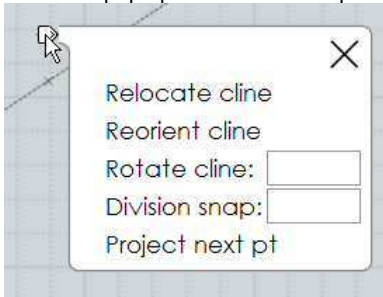 Relocate cline
Reorient cline
Rotate cline:
Division snap:
Project next pt